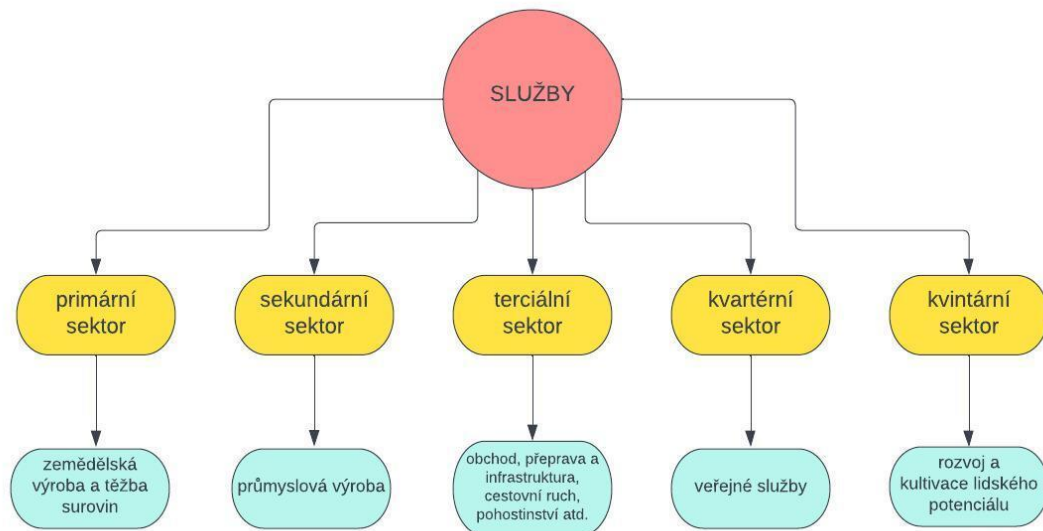 SLUŽBY
primární
sektor
sekundární
sektor
terciální
sektor
kvartérní
sektor
kvintární
sektor
zemědělská
výroba a těžba
surovin
průmyslová výroba
obchod, přeprava a
infrastruktura,
cestovní ruch,
pohostinství atd.
veřejné služby
rozvoj a
kultivace lidského
potenciálu